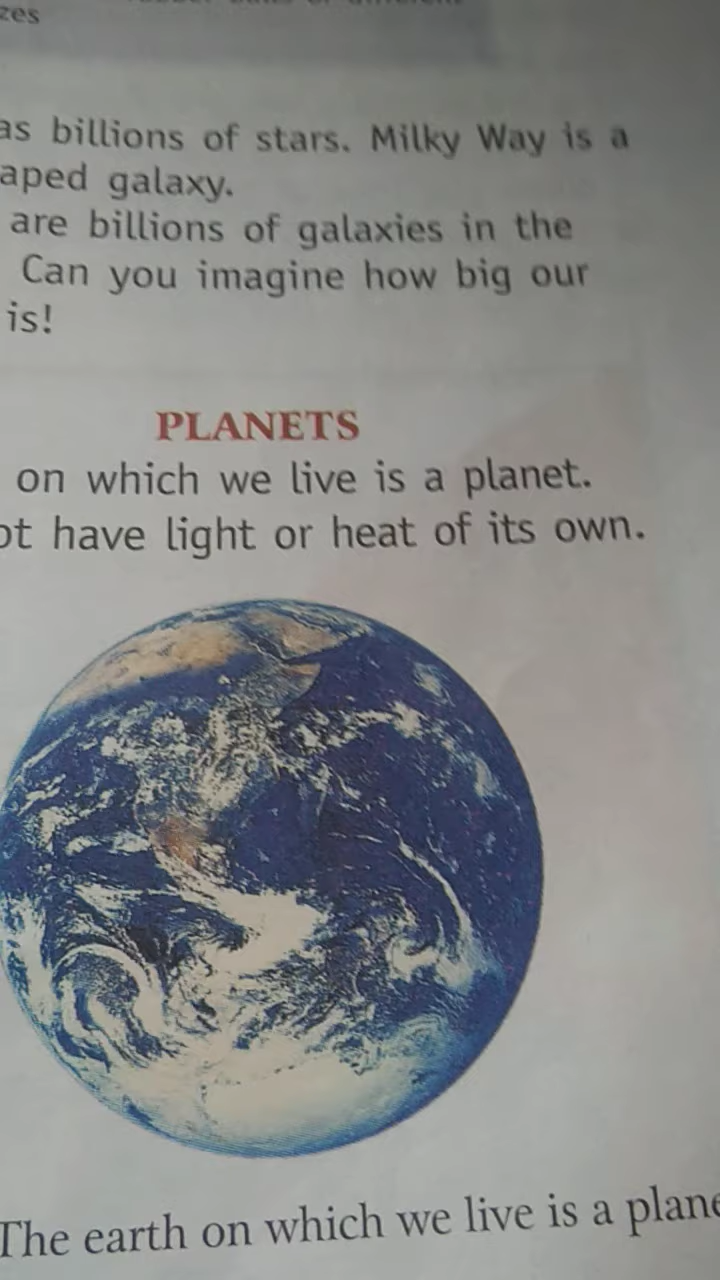 zes
as billions of stars. Milky Way is a
aped galaxy.
are billions of galaxies in the
Can you imagine how big our
is!
PLANETS
on which we live is a planet.
ot have light or heat of its own.
The earth on which we live is a plane